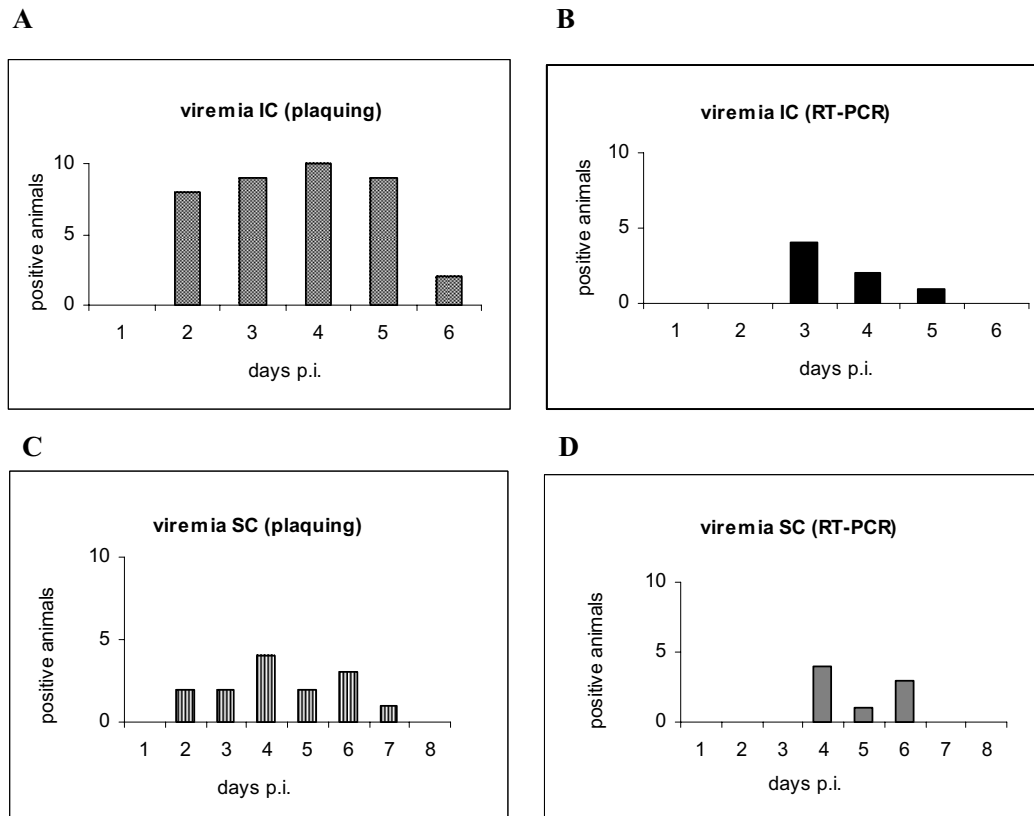 A
viremia IC (plaquing)
10
5
0
positive animals
1 2 3 4 5 6
days p.i.
B
viremia IC (RT-PCR)
10
5
0
positive animals
1 2 3 4 5 6
days p.i.
C
viremia SC (plaquing)
10
5
0
positive animals
1 2 3 4 5 6 7 8
days p.i.
D
viremia SC (RT-PCR)
10
5
0
positive animals
1 2 3 4 5 6 7 8
days p.i.